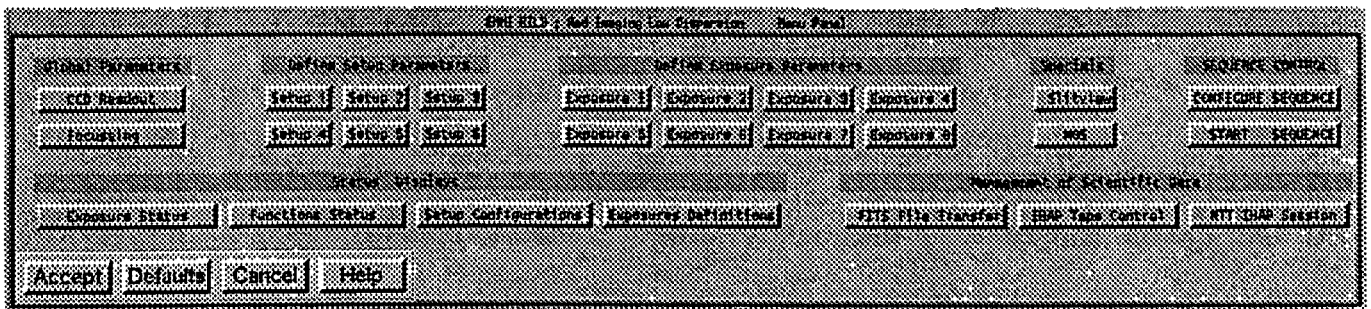 EMMI RILD ; Red Imaging Low Dispersion Menu Panel
Global Parameters Define Setup Parameters Define Exposure Parameters Specials SEQUENCE CONTROL
CCD Readout Setup 1 Setup 2 Setup 3 Exposure 1 Exposure 2 Exposure 3 Exposure 4 Slitview CONFIGURE SEQUENCE
Focussing Setup 4 Setup 5 Setup 6 Exposure 5 Exposure 6 Exposure 7 Exposure 8 MOS START SEQUENCE
Status Displays Management of Scientific Data
Exposure Status Functions Status Setup Configurations Exposures Definitions FITS File Transfer IHAP Tape Control NTT IHAP Session
Accept Defaults Cancel Help